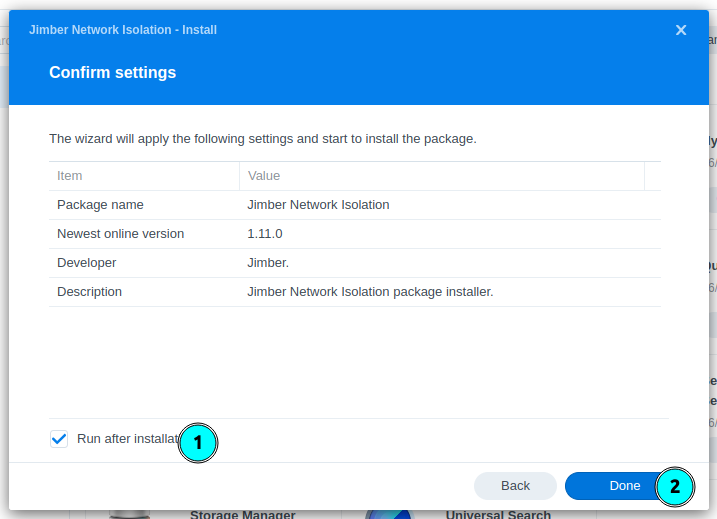 Jimber Network Isolation - Install
Confirm settings
The wizard will apply the following settings and start to install the package.
Item Value
Package name Jimber Network Isolation
Newest online version 1.11.0
Developer Jimber.
Description Jimber Network Isolation package installer.
Run after installat 1
Back Done 2
Storage Manager Universal Search